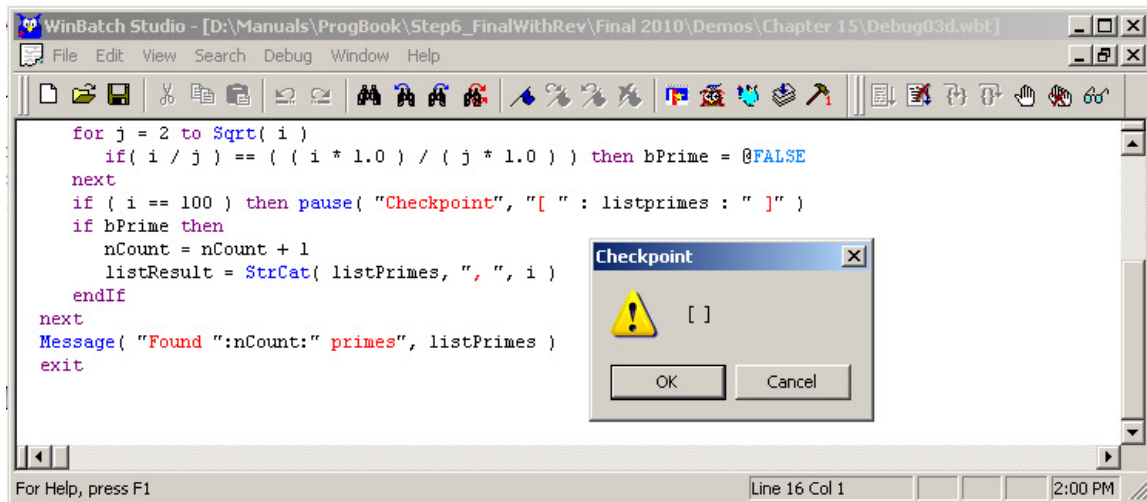 WinBatch Studio - [D:\Manuals\ProgBook\Step6_FinalWithRev\Final 2010\Demos\Chapter 15\Debug03d.wbt]
File Edit View Search Debug Window Help
for j = 2 to Sqrt( i )
if( i / j ) == ( ( i * 1.0 ) / ( j * 1.0 ) ) then bPrime = @FALSE
next
if ( i == 100 ) then pause( "Checkpoint", "[ " : listprimes : " ]" )
if bPrime then
nCount = nCount + 1
listResult = StrCat( listPrimes, ", ", i )
endIf
next
Message( "Found ":nCount:" primes", listPrimes )
exit
Checkpoint
[ ]
OK Cancel
For Help, press F1
Line 16 Col 1
2:00 PM